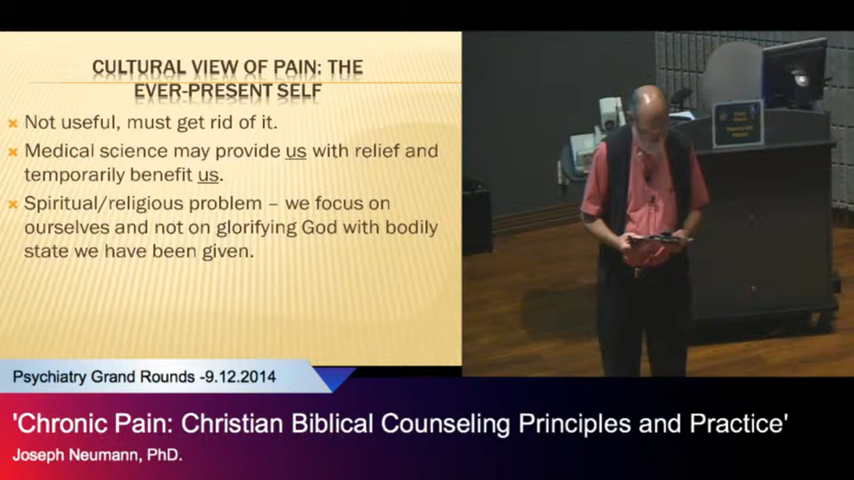 CULTURAL VIEW OF PAIN: THE
EVER-PRESENT SELF
Not useful, must get rid of it.
Medical science may provide us with relief and
temporarily benefit us.
Spiritual/religious problem – we focus on
ourselves and not on glorifying God with bodily
state we have been given.
Psychiatry Grand Rounds -9.12.2014
'Chronic Pain: Christian Biblical Counseling Principles and Practice'
Joseph Neumann, PhD.